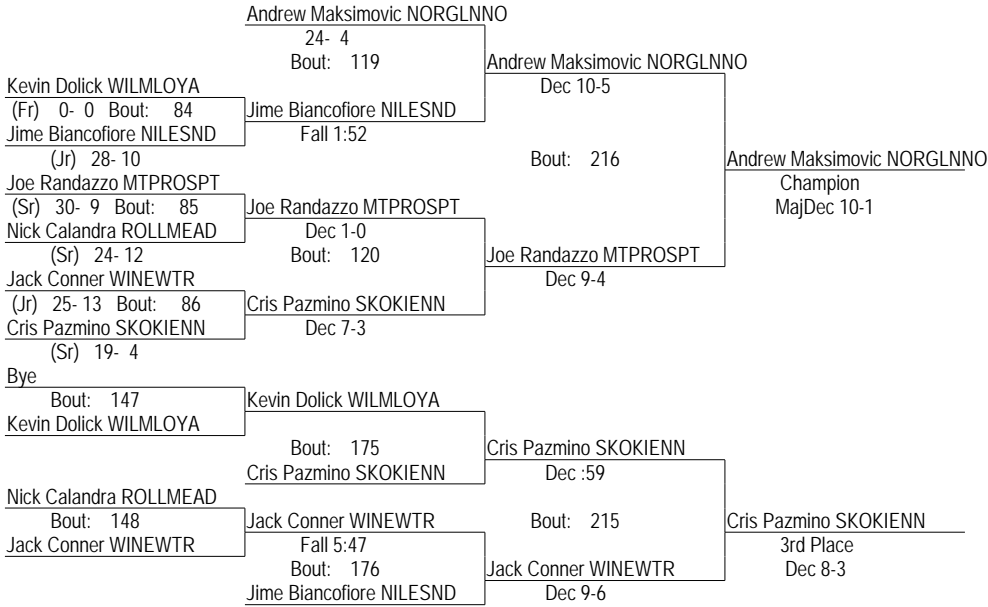 Andrew Maksimovic NORGLNNO
24- 4
Bout: 119 Andrew Maksimovic NORGLNNO
Kevin Dolick WILMLOYA Dec 10-5
(Fr) 0- 0 Bout: 84 Jime Biancofiore NILESND
Jime Biancofiore NILESND Fall 1:52
(Jr) 28- 10 Bout: 216 Andrew Maksimovic NORGLNNO
Joe Randazzo MTPROSPT Champion
(Sr) 30- 9 Bout: 85 Joe Randazzo MTPROSPT MajDec 10-1
Nick Calandra ROLLMEAD Dec 1-0
(Sr) 24- 12 Bout: 120 Joe Randazzo MTPROSPT
Jack Conner WINEWTR Dec 9-4
(Jr) 25- 13 Bout: 86 Cris Pazmino SKOKIENN
Cris Pazmino SKOKIENN Dec 7-3
(Sr) 19- 4
Bye
Bout: 147 Kevin Dolick WILMLOYA
Kevin Dolick WILMLOYA
Bout: 175 Cris Pazmino SKOKIENN
Cris Pazmino SKOKIENN Dec :59
Nick Calandra ROLLMEAD
Bout: 148 Jack Conner WINEWTR Bout: 215 Cris Pazmino SKOKIENN
Jack Conner WINEWTR Fall 5:47 3rd Place
Bout: 176 Jack Conner WINEWTR Dec 8-3
Jime Biancofiore NILESND Dec 9-6